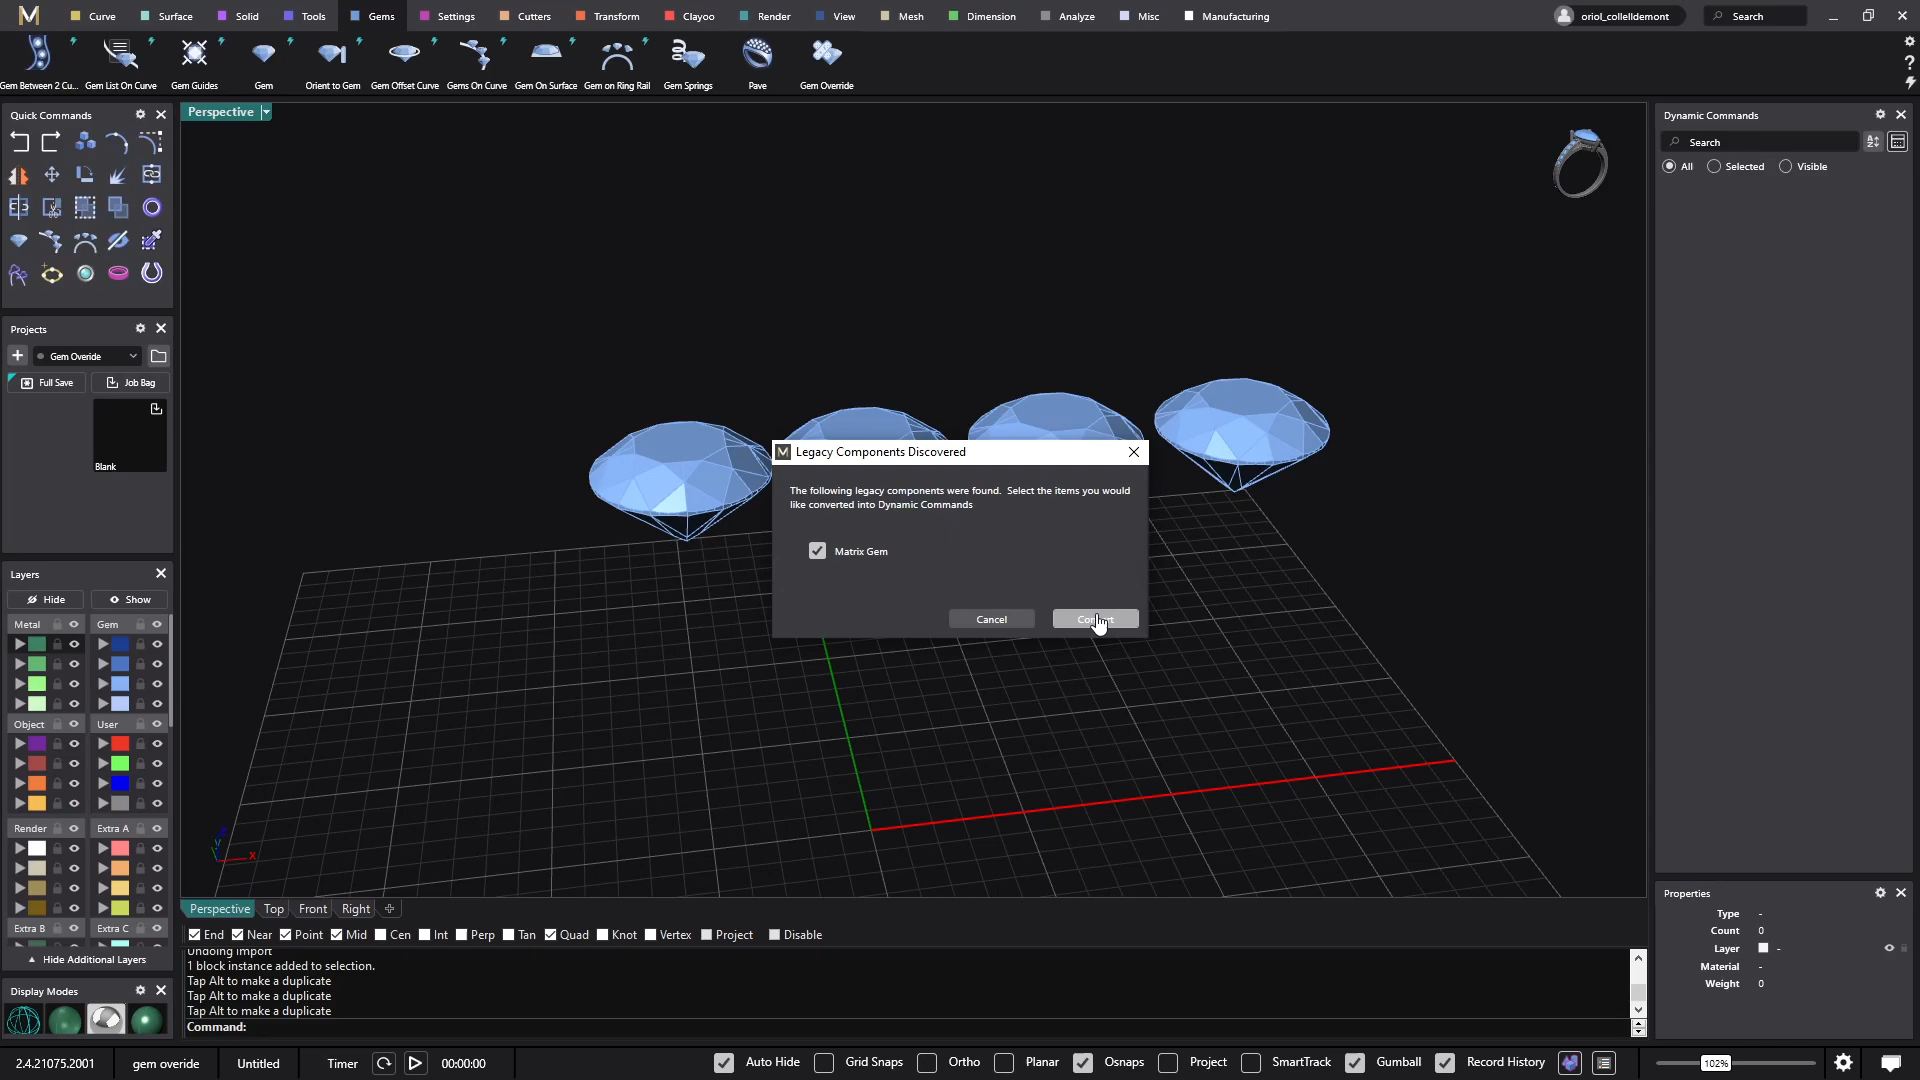 Curve Surface Solid Tools Gems Settings Cutters Transform Clayoo Render View Mesh Dimension Analyze Misc Manufacturing oriol_collelldemont Search
Gem Between 2 Cu... Gem List On Curve Gem Guides Gem Orient to Gem Gem Offset Curve Gems On Curve Gem On Surface Gem on Ring Rail Gem Springs Pave Gem Override
Quick Commands
Perspective
Dynamic Commands
Search
All Selected Visible
Projects
Gem Overide
Full Save Job Bag
Blank
Legacy Components Discovered
The following legacy components were found. Select the items you would
like converted into Dynamic Commands
Matrix Gem
Cancel
Layers
Hide Show
Metal Gem
Object User
Render Extra A
Extra B Extra C
Hide Additional Layers
Display Modes
Y
X
Perspective Top Front Right
End Near Point Mid Cen Int Perp Tan Quad Knot Vertex Project Disable
Undoing Import
1 block instance added to selection.
Tap Alt to make a duplicate
Tap Alt to make a duplicate
Tap Alt to make a duplicate
Command:
Properties
Type -
Count 0
Layer -
Material -
Weight 0
2.4.21075.2001 gem overide Untitled Timer 00:00:00 Auto Hide Grid Snaps Ortho Planar Osnaps Project SmartTrack Gumball Record History 102%